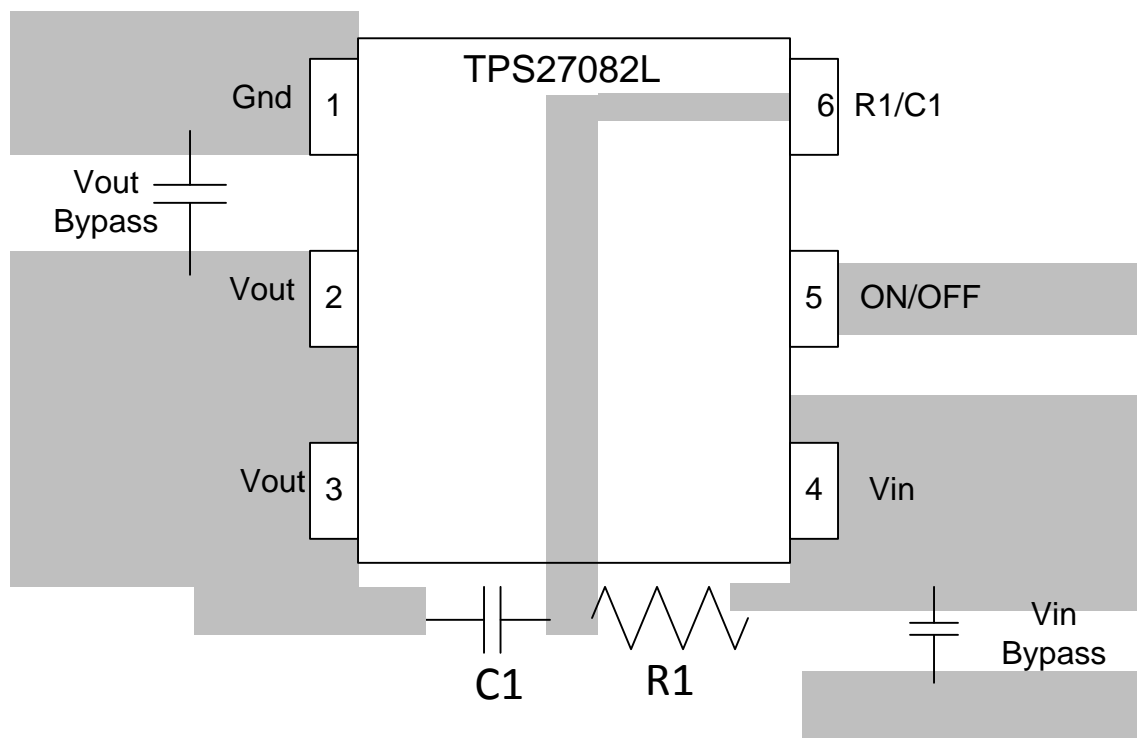 TPS27082L
Gnd
1
6
R1/C1
Vout
Bypass
Vout
2
5
ON/OFF
Vout
3
4
Vin
C1
R1
Vin
Bypass